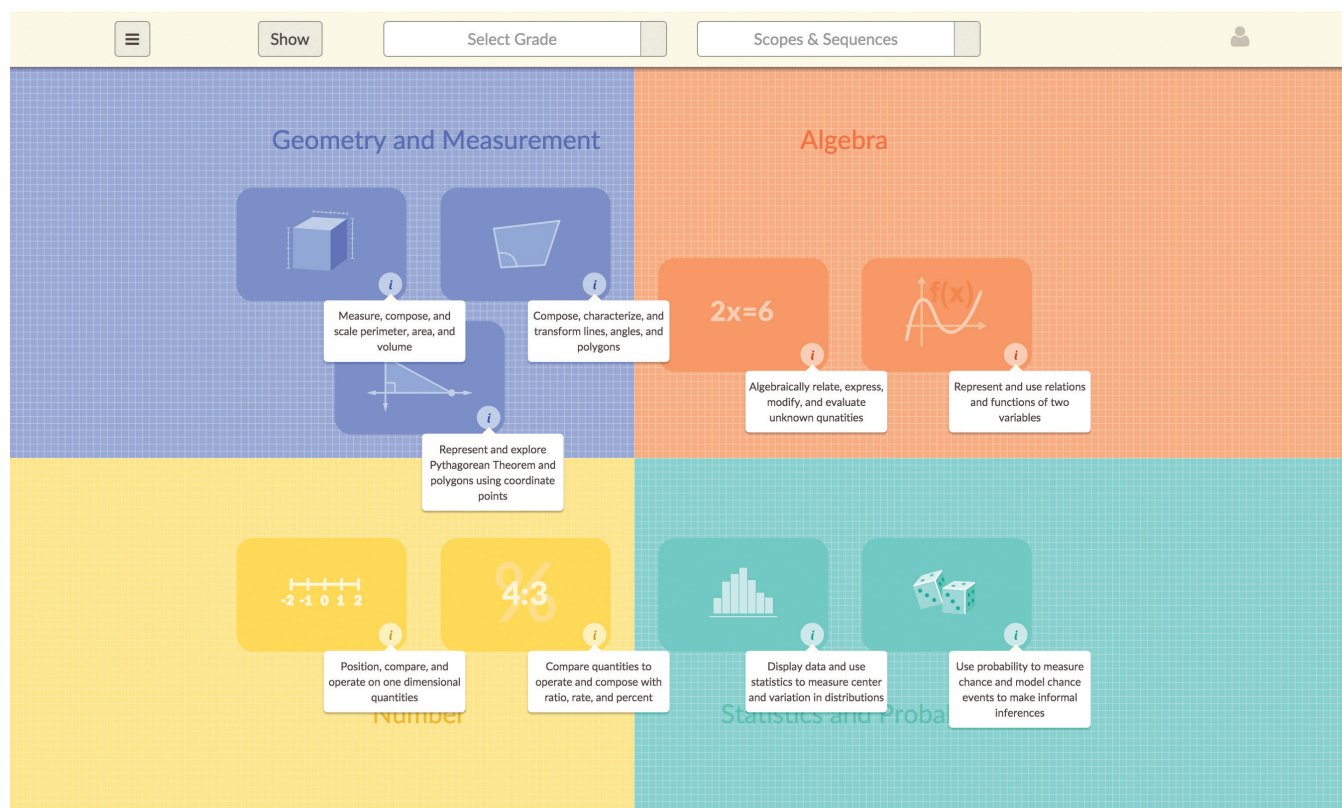 Show
Select Grade
Scopes & Sequences
Geometry and Measurement
Algebra
i
Measure, compose, and
scale perimeter, area, and
volume
i
Compose, characterize, and
transform lines, angles, and
polygons
2x=6
i
Algebraically relate, express,
modify, and evaluate
unknown qunatities
f(x)
i
Represent and use relations
and functions of two
variables
i
Represent and explore
Pythagorean Theorem and
polygons using coordinate
points
-2 -1 0 1 2
i
Position, compare, and
operate on one dimensional
quantities
%
4:3
i
Compare quantities to
operate and compose with
ratio, rate, and percent
i
Display data and use
statistics to measure center
and variation in distributions
i
Use probability to measure
chance and model chance
events to make informal
inferences
Number
Statistics and